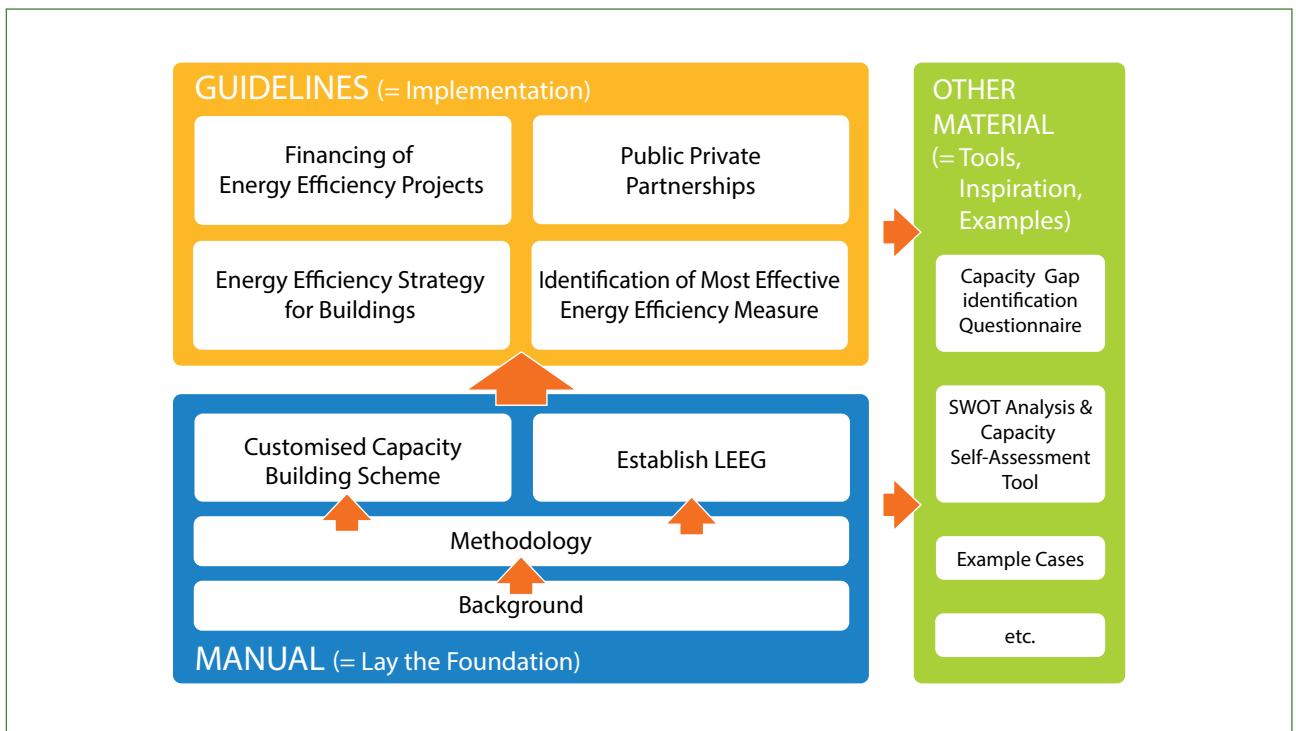 GUIDELINES (= Implementation)
Financing of
Energy Efficiency Projects
Public Private
Partnerships
Energy Efficiency Strategy
for Buildings
Identification of Most Effective
Energy Efficiency Measure
Customised Capacity
Building Scheme
Establish LEEG
Methodology
Background
MANUAL (= Lay the Foundation)
OTHER
MATERIAL
(= Tools,
Inspiration,
Examples)
Capacity Gap
identification
Questionnaire
SWOT Analysis &
Capacity
Self-Assessment
Tool
Example Cases
etc.